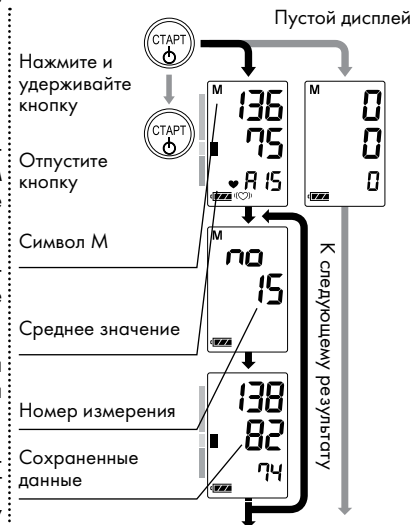 Пустой дисплей
СТАРТ
Нажмите и
удерживайте
кнопку
СТАРТ
Отпустите
кнопку
M
136
75
A 15
M
0
0
0
Символ М
Среднее значение
M
no
15
К следующему результату
Номер измерения
Сохраненные
данные
138
82
74